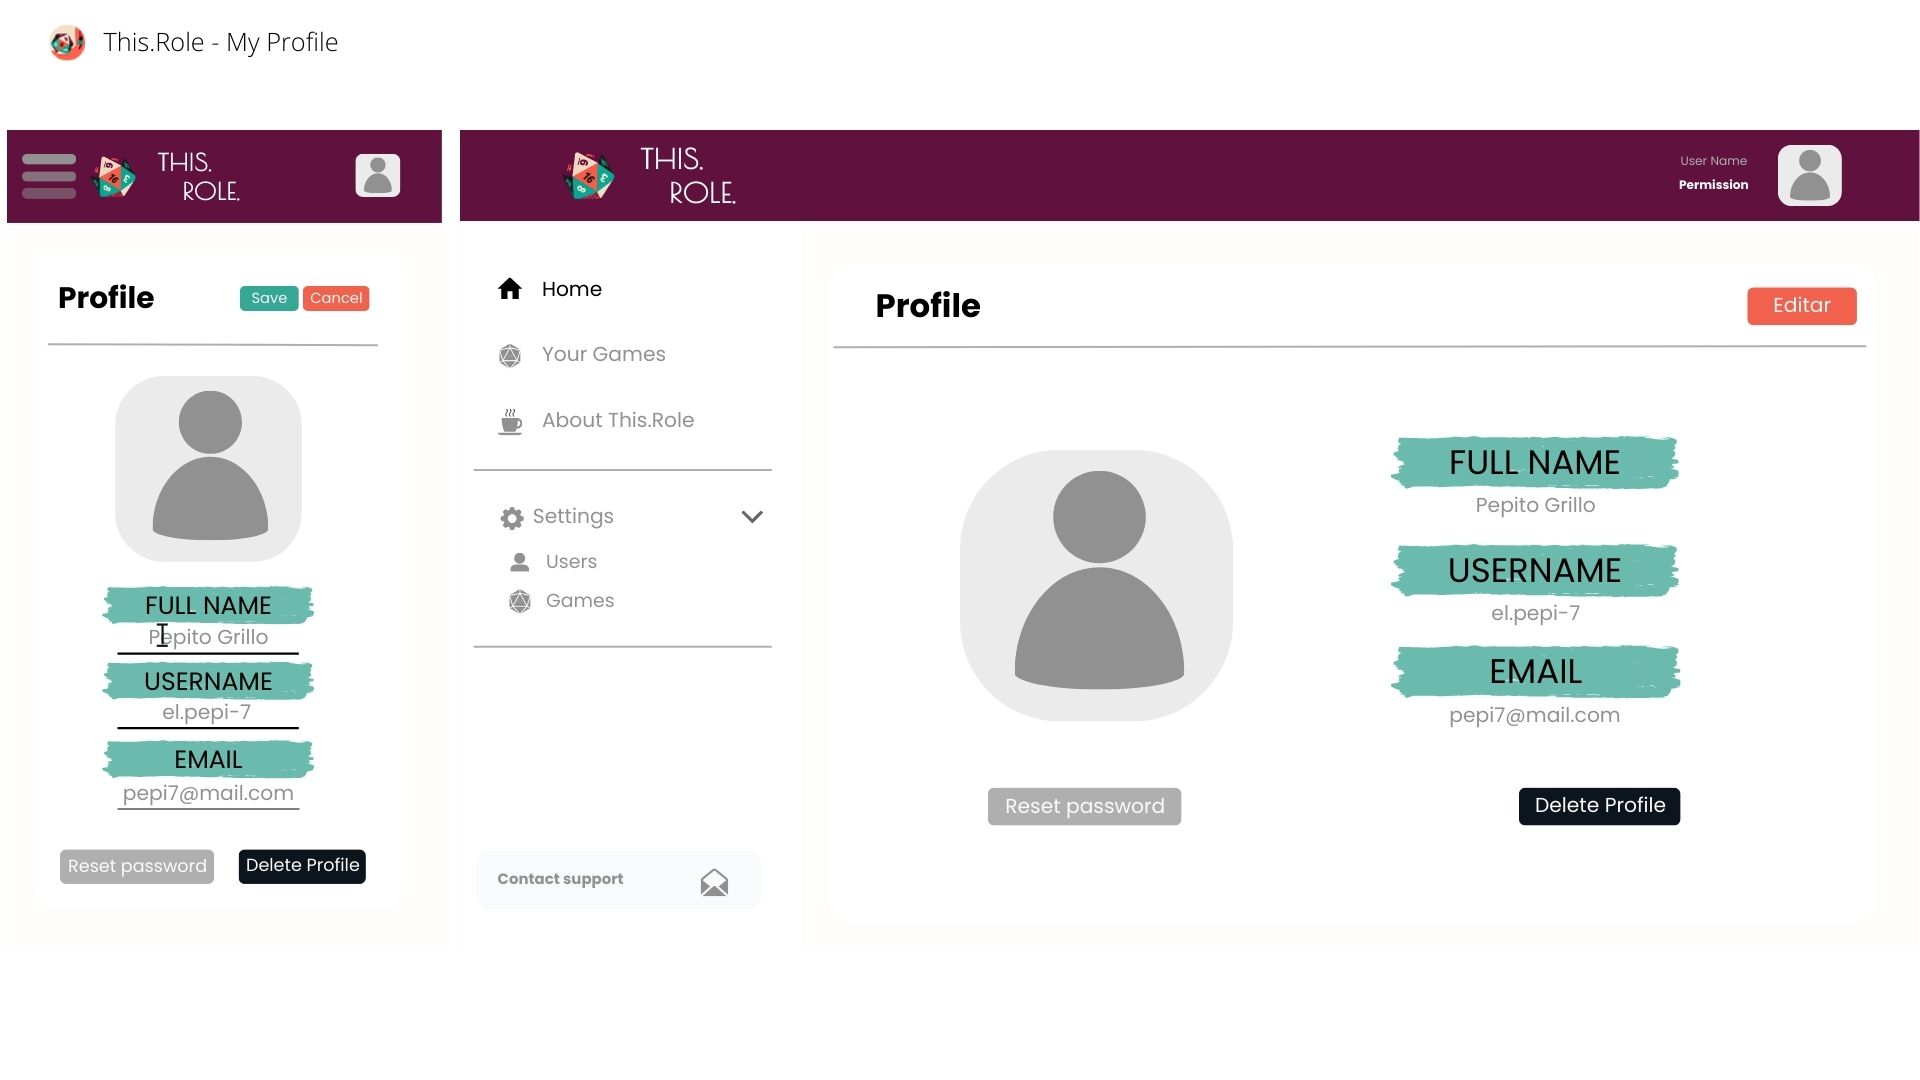 This.Role - My Profile
THIS.
ROLE.
Profile
Save
Cancel
FULL NAME
Pepito Grillo
USERNAME
el.pepi-7
EMAIL
pepi7@mail.com
Reset password
Delete Profile
THIS.
ROLE.
User Name
Permission
Home
Your Games
About This.Role
Settings
Users
Games
Contact support
Profile
Editar
FULL NAME
Pepito Grillo
USERNAME
el.pepi-7
EMAIL
pepi7@mail.com
Reset password
Delete Profile